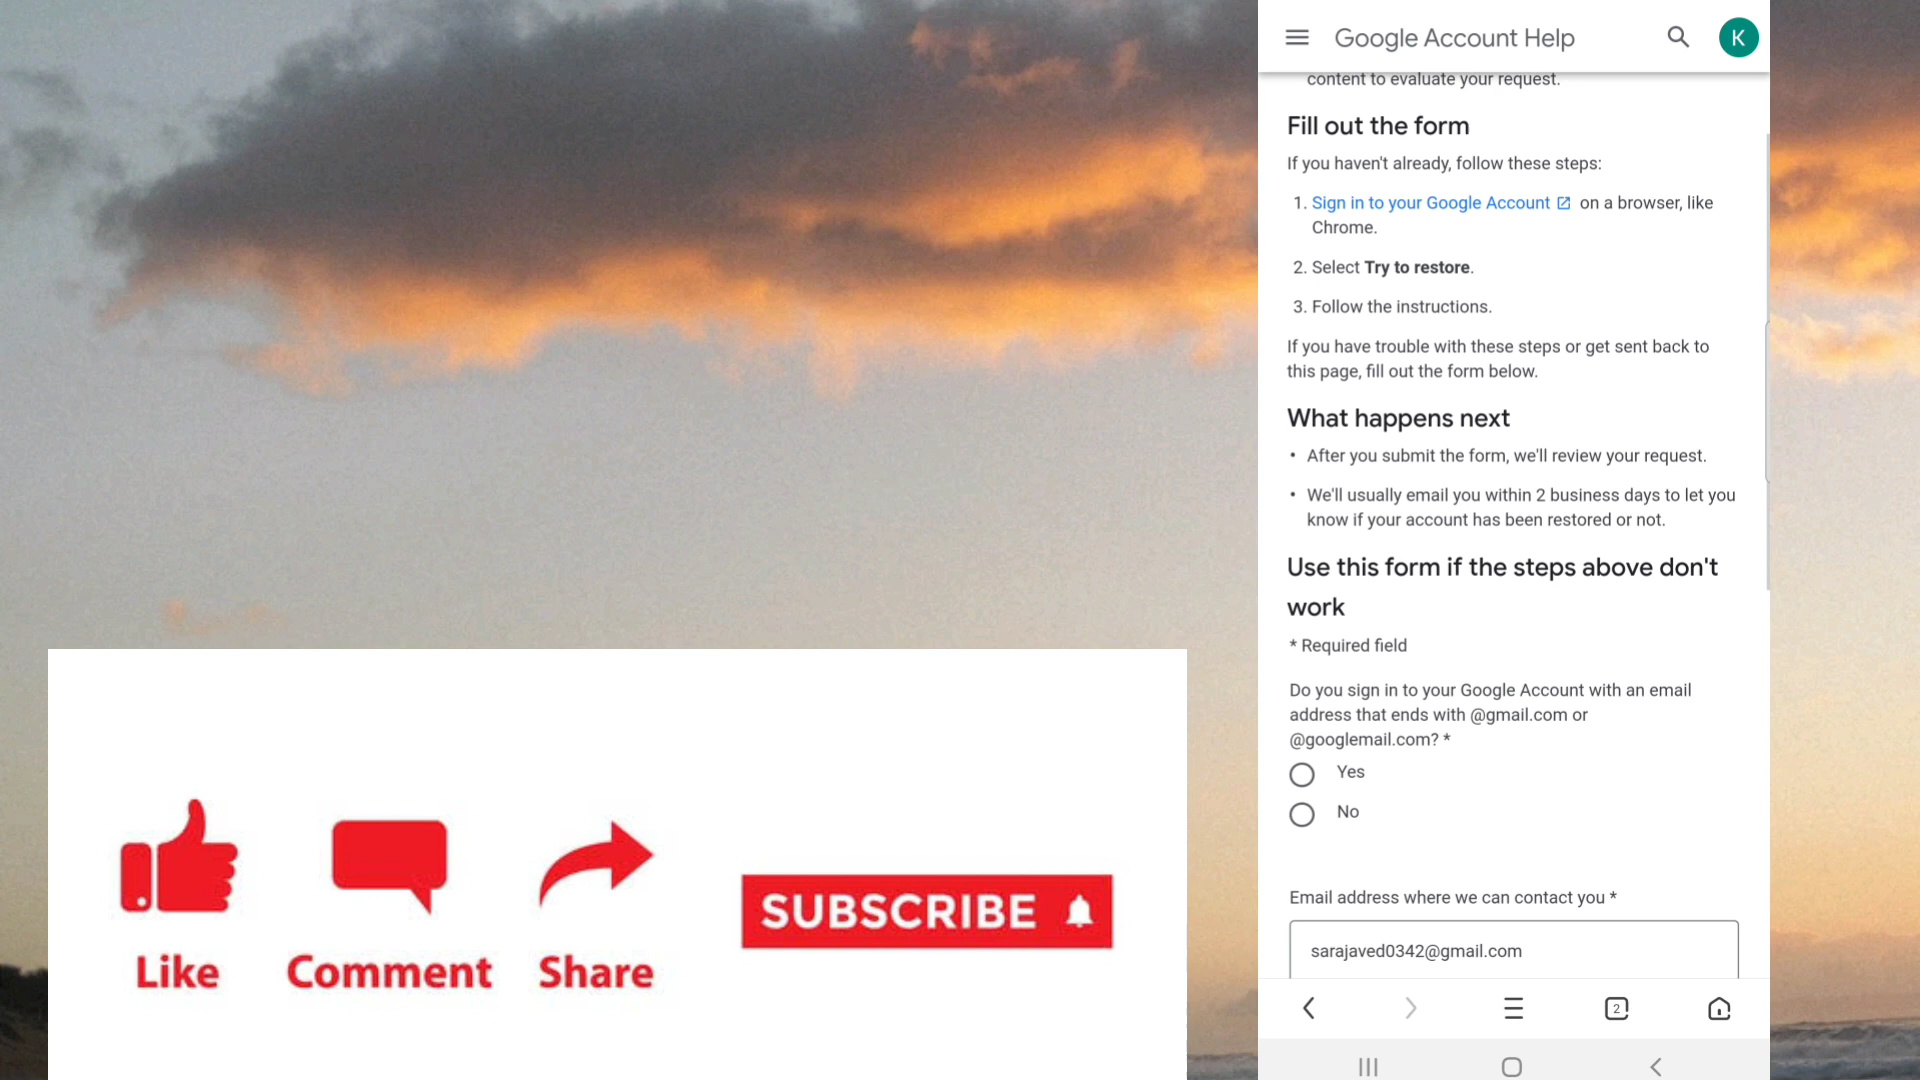 Google Account Help
K
content to evaluate your request.
Fill out the form
If you haven't already, follow these steps:
1. Sign in to your Google Account on a browser, like
Chrome.
2. Select Try to restore.
3. Follow the instructions.
If you have trouble with these steps or get sent back to
this page, fill out the form below.
What happens next
• After you submit the form, we'll review your request.
• We'll usually email you within 2 business days to let you
know if your account has been restored or not.
Use this form if the steps above don't
work
* Required field
Do you sign in to your Google Account with an email
address that ends with @gmail.com or
@googlemail.com? *
Yes
No
Email address where we can contact you *
sarajaved0342@gmail.com
2
SUBSCRIBE
Like
Comment
Share